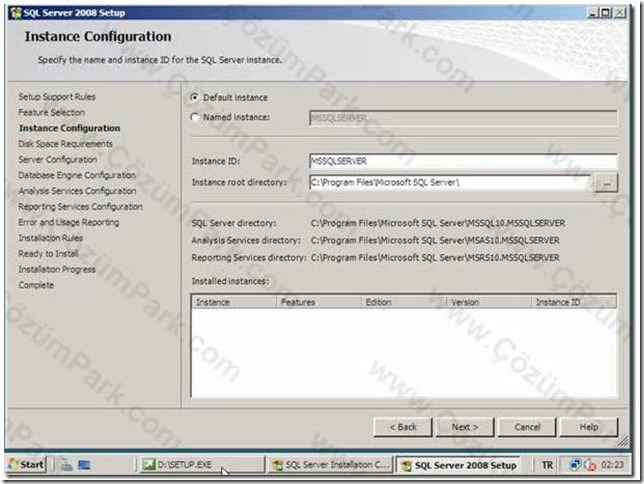 SQL Server 2008 Setup
Instance Configuration
Specify the name and instance ID for the SQL Server instance.
Setup Support Rules
Feature Selection
Instance Configuration
Disk Space Requirements
Server Configuration
Database Engine Configuration
Analysis Services Configuration
Reporting Services Configuration
Error and Usage Reporting
Installation Rules
Ready to Install
Installation Progress
Complete
Default instance
Named instance: MSSQLSERVER
Instance ID: MSSQLSERVER
Instance root directory: C:\Program Files\Microsoft SQL Server\ ...
SQL Server directory: C:\Program Files\Microsoft SQL Server\MSSQL10.MSSQLSERVER
Analysis Services directory: C:\Program Files\Microsoft SQL Server\MSAS10.MSSQLSERVER
Reporting Services directory: C:\Program Files\Microsoft SQL Server\MSRS10.MSSQLSERVER
Installed instances:
Instance Features Edition Version Instance ID
< Back Next > Cancel Help
Start D:\SETUP.EXE SQL Server Installation C... SQL Server 2008 Setup TR 02:23
www.ÇözümPark.com